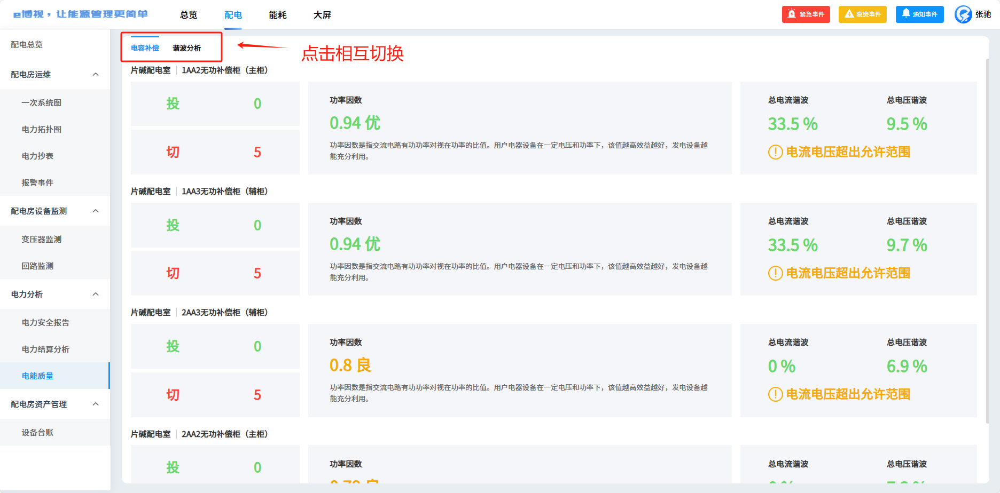 e博视,让能源管理更简单
总览
配电
能耗
大屏
紧急事件
隐患事件
通知事件
张驰
配电总览
配电房运维
一次系统图
电力拓扑图
电力抄表
报警事件
配电房设备监测
变压器监测
回路监测
电力分析
电力安全报告
电力结算分析
电能质量
配电房资产管理
设备台账
电容补偿
谐波分析
点击相互切换
片碱配电室 | 1AA2无功补偿柜（主柜）
投 0
切 5
功率因数
0.94 优
功率因数是指交流电路有功功率对视在功率的比值。用户电器设备在一定电压和功率下，该值越高效益越好，发电设备越
能充分利用。
总电流谐波
总电压谐波
33.5 %
9.5 %
电流电压超出允许范围
片碱配电室 | 1AA3无功补偿柜（辅柜）
投 0
切 5
功率因数
0.94 优
功率因数是指交流电路有功功率对视在功率的比值。用户电器设备在一定电压和功率下，该值越高效益越好，发电设备越
能充分利用。
总电流谐波
总电压谐波
33.5 %
9.7 %
电流电压超出允许范围
片碱配电室 | 2AA3无功补偿柜（辅柜）
投 0
切 5
功率因数
0.8 良
功率因数是指交流电路有功功率对视在功率的比值。用户电器设备在一定电压和功率下，该值越高效益越好，发电设备越
能充分利用。
总电流谐波
总电压谐波
0 %
6.9 %
电流电压超出允许范围
片碱配电室 | 2AA2无功补偿柜（主柜）
投 0
功率因数
总电流谐波
总电压谐波